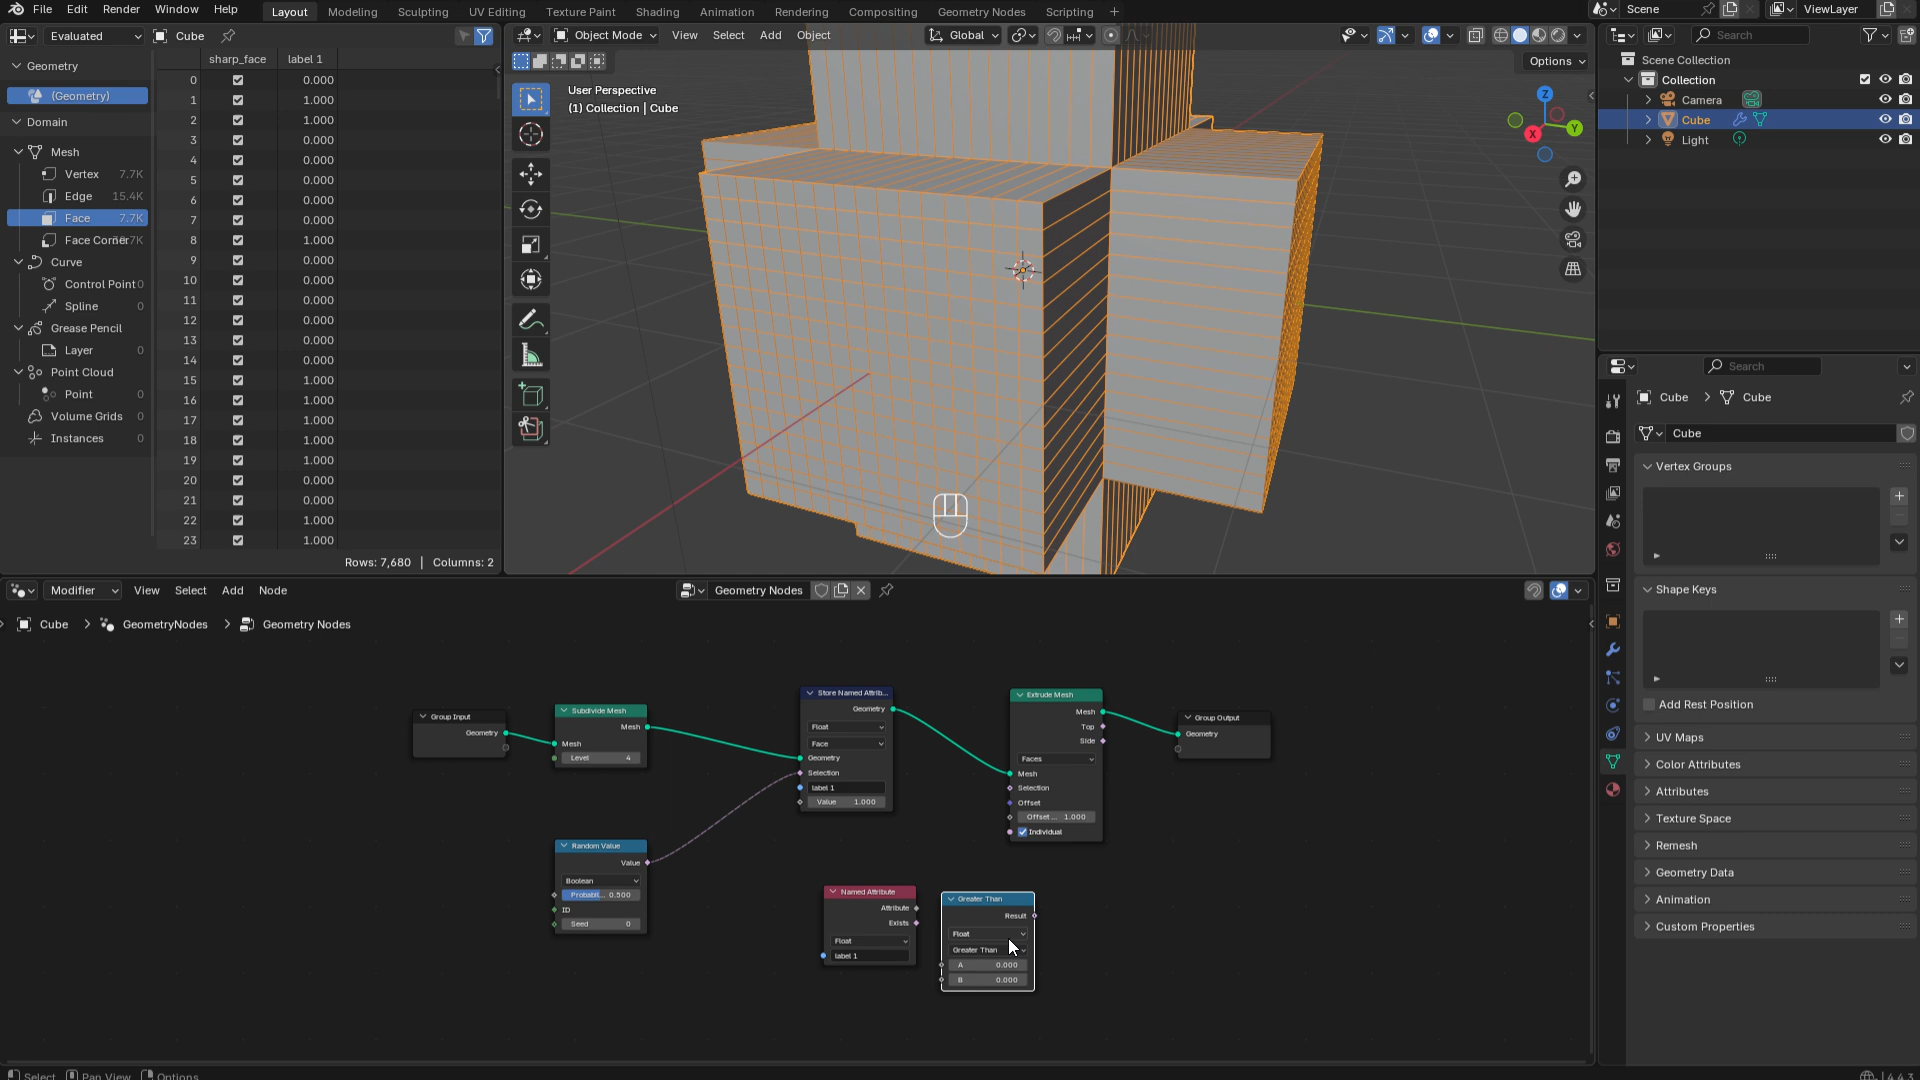 File Edit Render Window Help
Layout Modeling Sculpting UV Editing Texture Paint Shading Animation Rendering Compositing Geometry Nodes Scripting +
Scene
ViewLayer
Evaluated
Cube
Geometry
(Geometry)
Domain
Mesh
Vertex 7.7K
Edge 15.4K
Face 7.7K
Face Corner
Curve
Control Point 0
Spline 0
Grease Pencil
Layer 0
Point Cloud
Point 0
Volume Grids 0
Instances 0
sharp_face label 1
0 0.000
1 1.000
2 1.000
3 0.000
4 0.000
5 0.000
6 0.000
7 0.000
8 1.000
9 0.000
10 0.000
11 0.000
12 0.000
13 0.000
14 0.000
15 1.000
16 1.000
17 1.000
18 1.000
19 1.000
20 0.000
21 0.000
22 1.000
23 1.000
Rows: 7,680 | Columns: 2
Object Mode View Select Add Object
Global
Options
User Perspective
(1) Collection | Cube
Z
Y
X
Search
Scene Collection
Collection
Camera
Cube
Light
Search
Cube > Cube
Cube
Vertex Groups
Shape Keys
Add Rest Position
UV Maps
Color Attributes
Attributes
Texture Space
Remesh
Geometry Data
Animation
Custom Properties
Modifier View Select Add Node
Geometry Nodes
Cube > GeometryNodes > Geometry Nodes
Group Input
Geometry
Subdivide Mesh
Mesh
Mesh
Level 4
Store Named Attrib...
Geometry
Float
Face
Geometry
Selection
label 1
Value 1.000
Extrude Mesh
Mesh
Top
Side
Faces
Mesh
Selection
Offset
Offset... 1.000
Individual
Group Output
Geometry
Random Value
Value
Boolean
Probabil... 0.500
ID
Seed 0
Named Attribute
Attribute
Exists
Float
label 1
Greater Than
Result
Float
Greater Than
A 0.000
B 0.000
Select Pan View Options
4.4.3